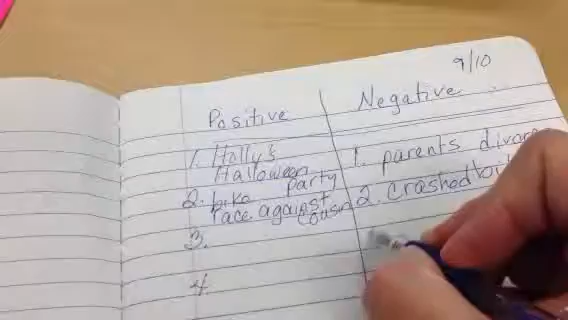 9/10
Positive Negative
1. Holly's
Halloween
Party
2. bike
race against
cousin
3.
4.
1. parents
2. crashed